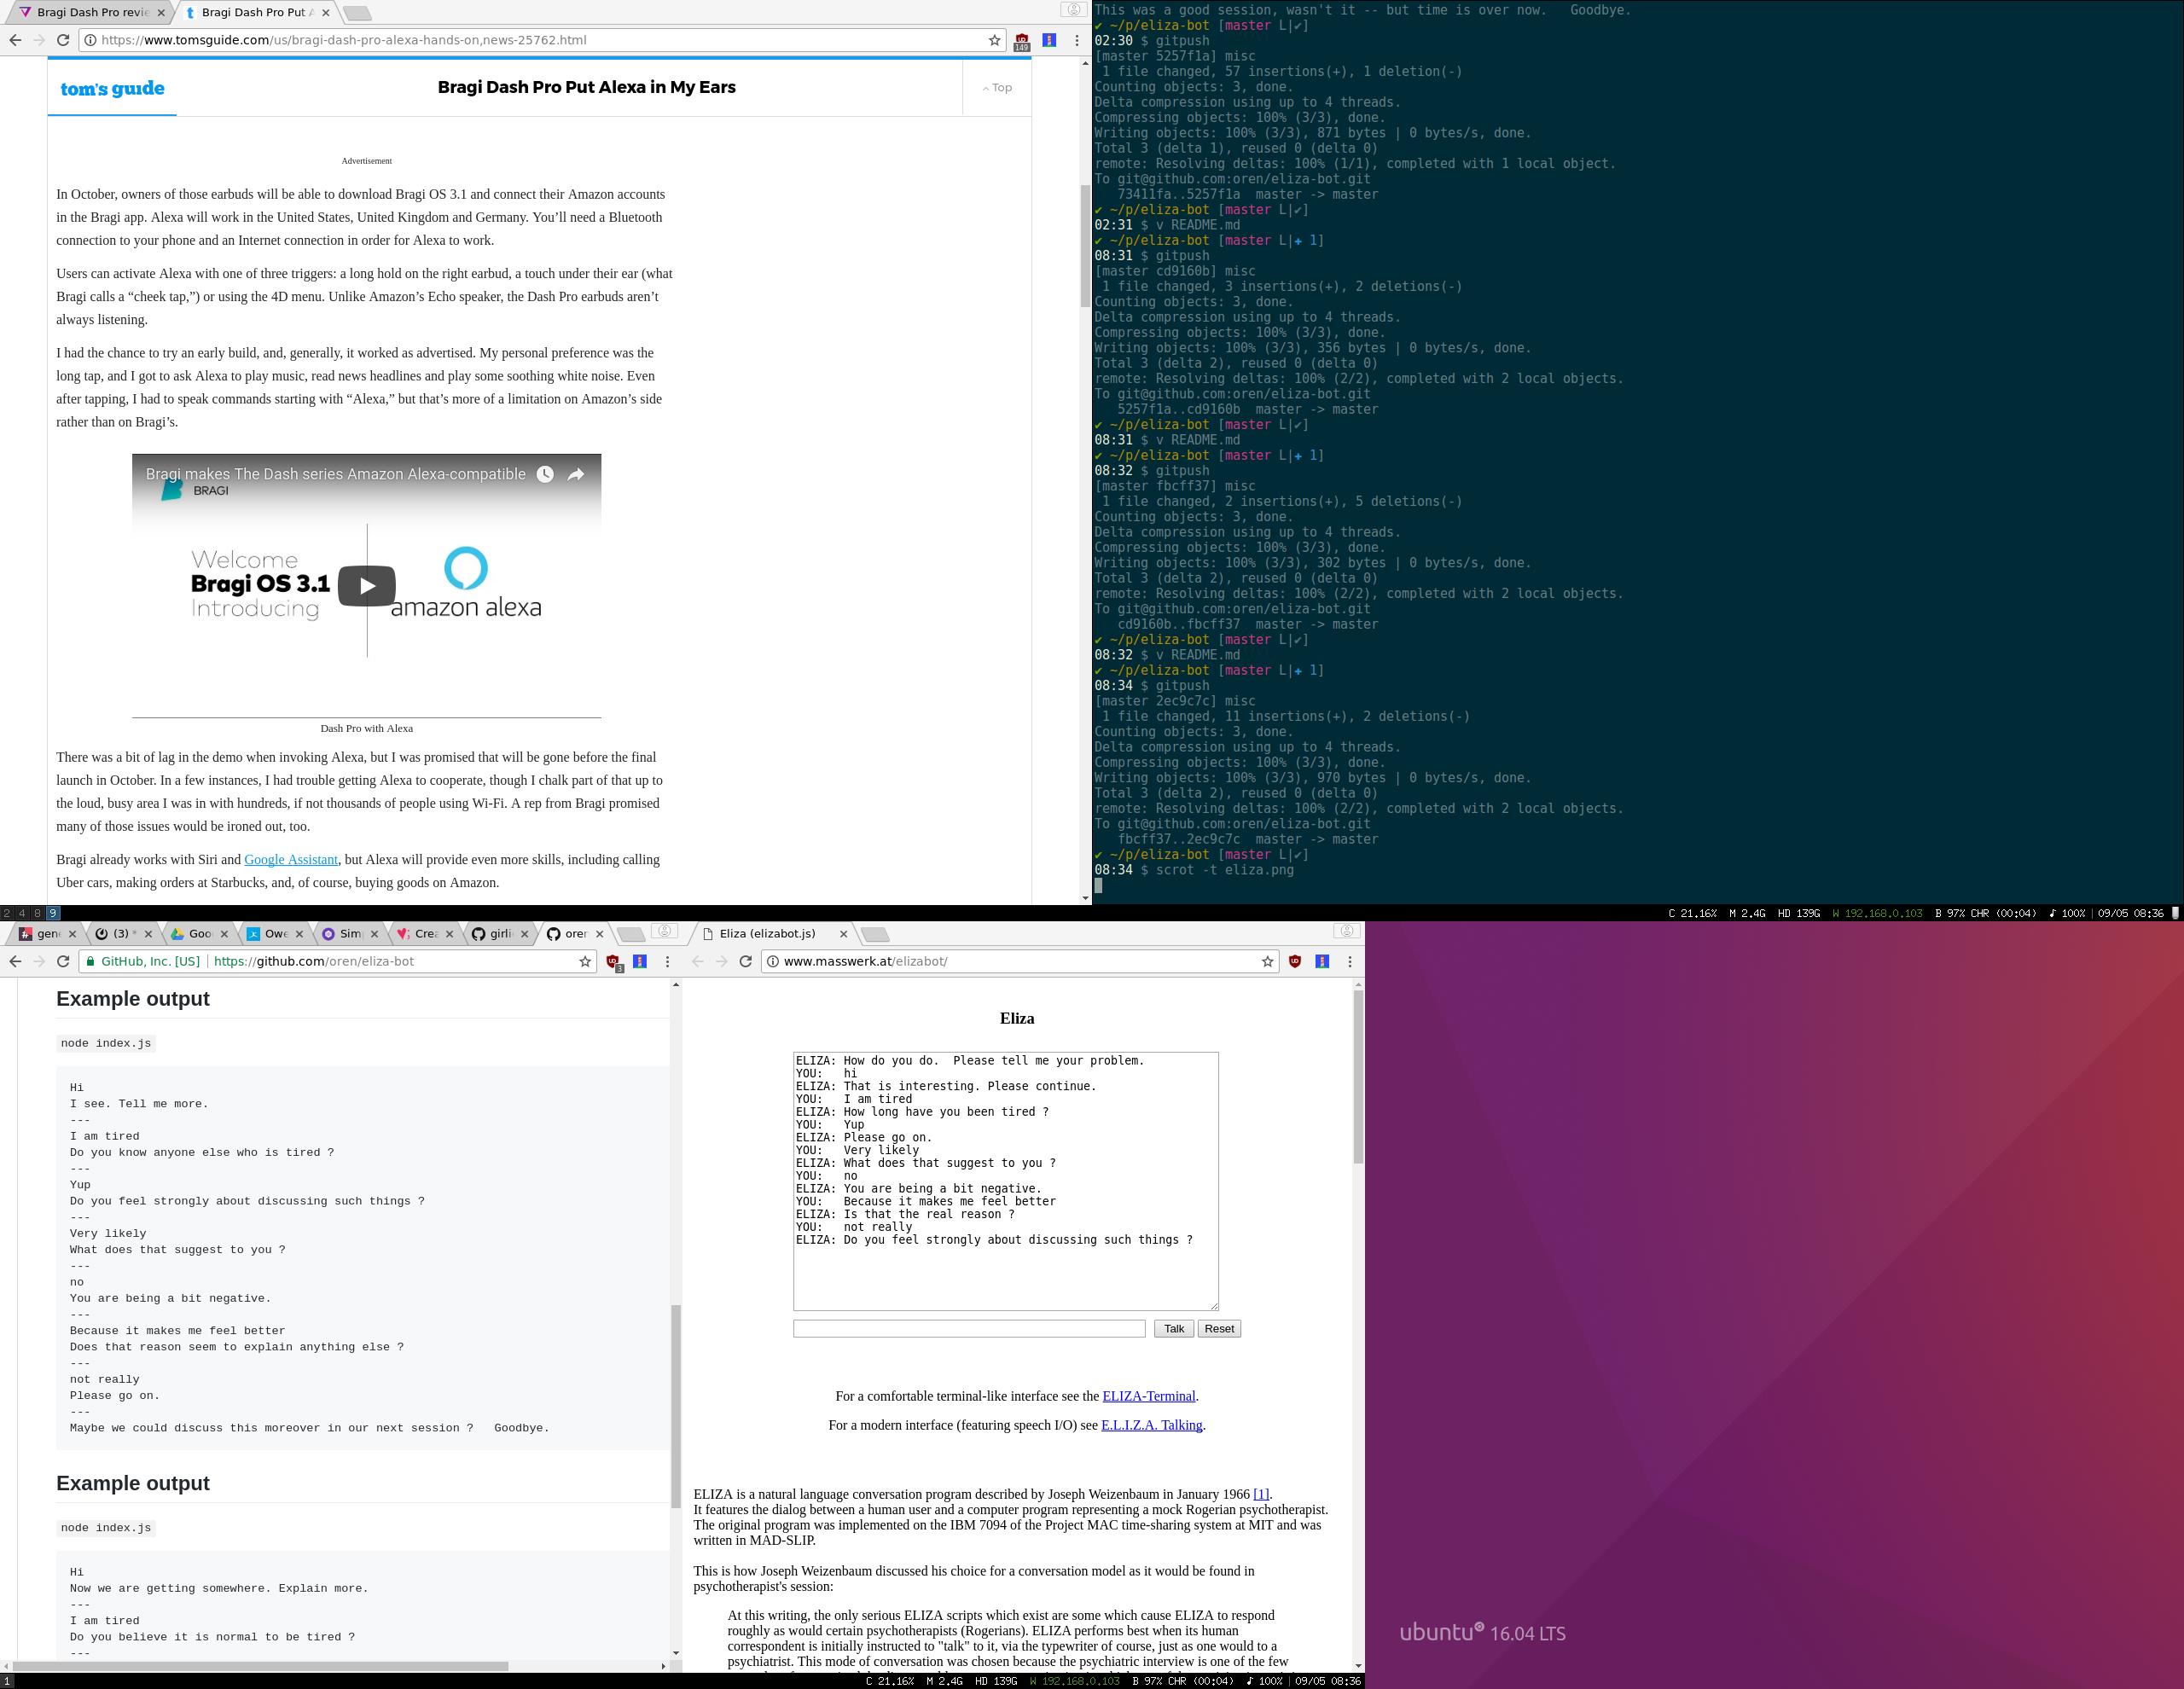 Bragi Dash Pro revie
Bragi Dash Pro Put A
https://www.tomsguide.com/us/bragi-dash-pro-alexa-hands-on,news-25762.html
149
tom's guide
Bragi Dash Pro Put Alexa in My Ears
Top
Advertisement
In October, owners of those earbuds will be able to download Bragi OS 3.1 and connect their Amazon accounts
in the Bragi app. Alexa will work in the United States, United Kingdom and Germany. You’ll need a Bluetooth
connection to your phone and an Internet connection in order for Alexa to work.
Users can activate Alexa with one of three triggers: a long hold on the right earbud, a touch under their ear (what
Bragi calls a “cheek tap,”) or using the 4D menu. Unlike Amazon’s Echo speaker, the Dash Pro earbuds aren’t
always listening.
I had the chance to try an early build, and, generally, it worked as advertised. My personal preference was the
long tap, and I got to ask Alexa to play music, read news headlines and play some soothing white noise. Even
after tapping, I had to speak commands starting with “Alexa,” but that’s more of a limitation on Amazon’s side
rather than on Bragi’s.
Bragi makes The Dash series Amazon Alexa-compatible
BRAGI
Welcome
Bragi OS 3.1
Introducing
amazon alexa
Dash Pro with Alexa
There was a bit of lag in the demo when invoking Alexa, but I was promised that will be gone before the final
launch in October. In a few instances, I had trouble getting Alexa to cooperate, though I chalk part of that up to
the loud, busy area I was in with hundreds, if not thousands of people using Wi-Fi. A rep from Bragi promised
many of those issues would be ironed out, too.
Bragi already works with Siri and Google Assistant, but Alexa will provide even more skills, including calling
Uber cars, making orders at Starbucks, and, of course, buying goods on Amazon.
This was a good session, wasn't it -- but time is over now.   Goodbye.
✔ ~/p/eliza-bot [master L|✔]
02:30 $ gitpush
[master 5257f1a] misc
 1 file changed, 57 insertions(+), 1 deletion(-)
Counting objects: 3, done.
Delta compression using up to 4 threads.
Compressing objects: 100% (3/3), done.
Writing objects: 100% (3/3), 871 bytes | 0 bytes/s, done.
Total 3 (delta 1), reused 0 (delta 0)
remote: Resolving deltas: 100% (1/1), completed with 1 local object.
To git@github.com:oren/eliza-bot.git
   73411fa..5257f1a  master -> master
✔ ~/p/eliza-bot [master L|✔]
02:31 $ v README.md
✔ ~/p/eliza-bot [master L|✚ 1]
08:31 $ gitpush
[master cd9160b] misc
 1 file changed, 3 insertions(+), 2 deletions(-)
Counting objects: 3, done.
Delta compression using up to 4 threads.
Compressing objects: 100% (3/3), done.
Writing objects: 100% (3/3), 356 bytes | 0 bytes/s, done.
Total 3 (delta 2), reused 0 (delta 0)
remote: Resolving deltas: 100% (2/2), completed with 2 local objects.
To git@github.com:oren/eliza-bot.git
   5257f1a..cd9160b  master -> master
✔ ~/p/eliza-bot [master L|✔]
08:31 $ v README.md
✔ ~/p/eliza-bot [master L|✚ 1]
08:32 $ gitpush
[master fbcff37] misc
 1 file changed, 2 insertions(+), 5 deletions(-)
Counting objects: 3, done.
Delta compression using up to 4 threads.
Compressing objects: 100% (3/3), done.
Writing objects: 100% (3/3), 302 bytes | 0 bytes/s, done.
Total 3 (delta 2), reused 0 (delta 0)
remote: Resolving deltas: 100% (2/2), completed with 2 local objects.
To git@github.com:oren/eliza-bot.git
   cd9160b..fbcff37  master -> master
✔ ~/p/eliza-bot [master L|✔]
08:32 $ v README.md
✔ ~/p/eliza-bot [master L|✚ 1]
08:34 $ gitpush
[master 2ec9c7c] misc
 1 file changed, 11 insertions(+), 2 deletions(-)
Counting objects: 3, done.
Delta compression using up to 4 threads.
Compressing objects: 100% (3/3), done.
Writing objects: 100% (3/3), 970 bytes | 0 bytes/s, done.
Total 3 (delta 2), reused 0 (delta 0)
remote: Resolving deltas: 100% (2/2), completed with 2 local objects.
To git@github.com:oren/eliza-bot.git
   fbcff37..2ec9c7c  master -> master
✔ ~/p/eliza-bot [master L|✔]
08:34 $ scrot -t eliza.png
2 4 8 9
C 21.16%  M 2.4G  HD 139G  W 192.168.0.103  B 97% CHR (00:04)  ♪ 100% | 09/05 08:36
gene
(3) *
Goo
Owe
Simp
Crea
girli
oren
GitHub, Inc. [US] | https://github.com/oren/eliza-bot
3
Example output
node index.js
Hi
I see. Tell me more.
---
I am tired
Do you know anyone else who is tired ?
---
Yup
Do you feel strongly about discussing such things ?
---
Very likely
What does that suggest to you ?
---
no
You are being a bit negative.
---
Because it makes me feel better
Does that reason seem to explain anything else ?
---
not really
Please go on.
---
Maybe we could discuss this moreover in our next session ?   Goodbye.
Example output
node index.js
Hi
Now we are getting somewhere. Explain more.
---
I am tired
Do you believe it is normal to be tired ?
---
Eliza (elizabot.js)
www.masswerk.at/elizabot/
Eliza
ELIZA: How do you do.  Please tell me your problem.
YOU:   hi
ELIZA: That is interesting. Please continue.
YOU:   I am tired
ELIZA: How long have you been tired ?
YOU:   Yup
ELIZA: Please go on.
YOU:   Very likely
ELIZA: What does that suggest to you ?
YOU:   no
ELIZA: You are being a bit negative.
YOU:   Because it makes me feel better
ELIZA: Is that the real reason ?
YOU:   not really
ELIZA: Do you feel strongly about discussing such things ?
Talk
Reset
For a comfortable terminal-like interface see the ELIZA-Terminal.
For a modern interface (featuring speech I/O) see E.L.I.Z.A. Talking.
ELIZA is a natural language conversation program described by Joseph Weizenbaum in January 1966 [1].
It features the dialog between a human user and a computer program representing a mock Rogerian psychotherapist.
The original program was implemented on the IBM 7094 of the Project MAC time-sharing system at MIT and was
written in MAD-SLIP.
This is how Joseph Weizenbaum discussed his choice for a conversation model as it would be found in
psychotherapist's session:
At this writing, the only serious ELIZA scripts which exist are some which cause ELIZA to respond
roughly as would certain psychotherapists (Rogerians). ELIZA performs best when its human
correspondent is initially instructed to "talk" to it, via the typewriter of course, just as one would to a
psychiatrist. This mode of conversation was chosen because the psychiatric interview is one of the few
ubuntu 16.04 LTS
1
C 21.16%  M 2.4G  HD 139G  W 192.168.0.103  B 97% CHR (00:04)  ♪ 100% | 09/05 08:36